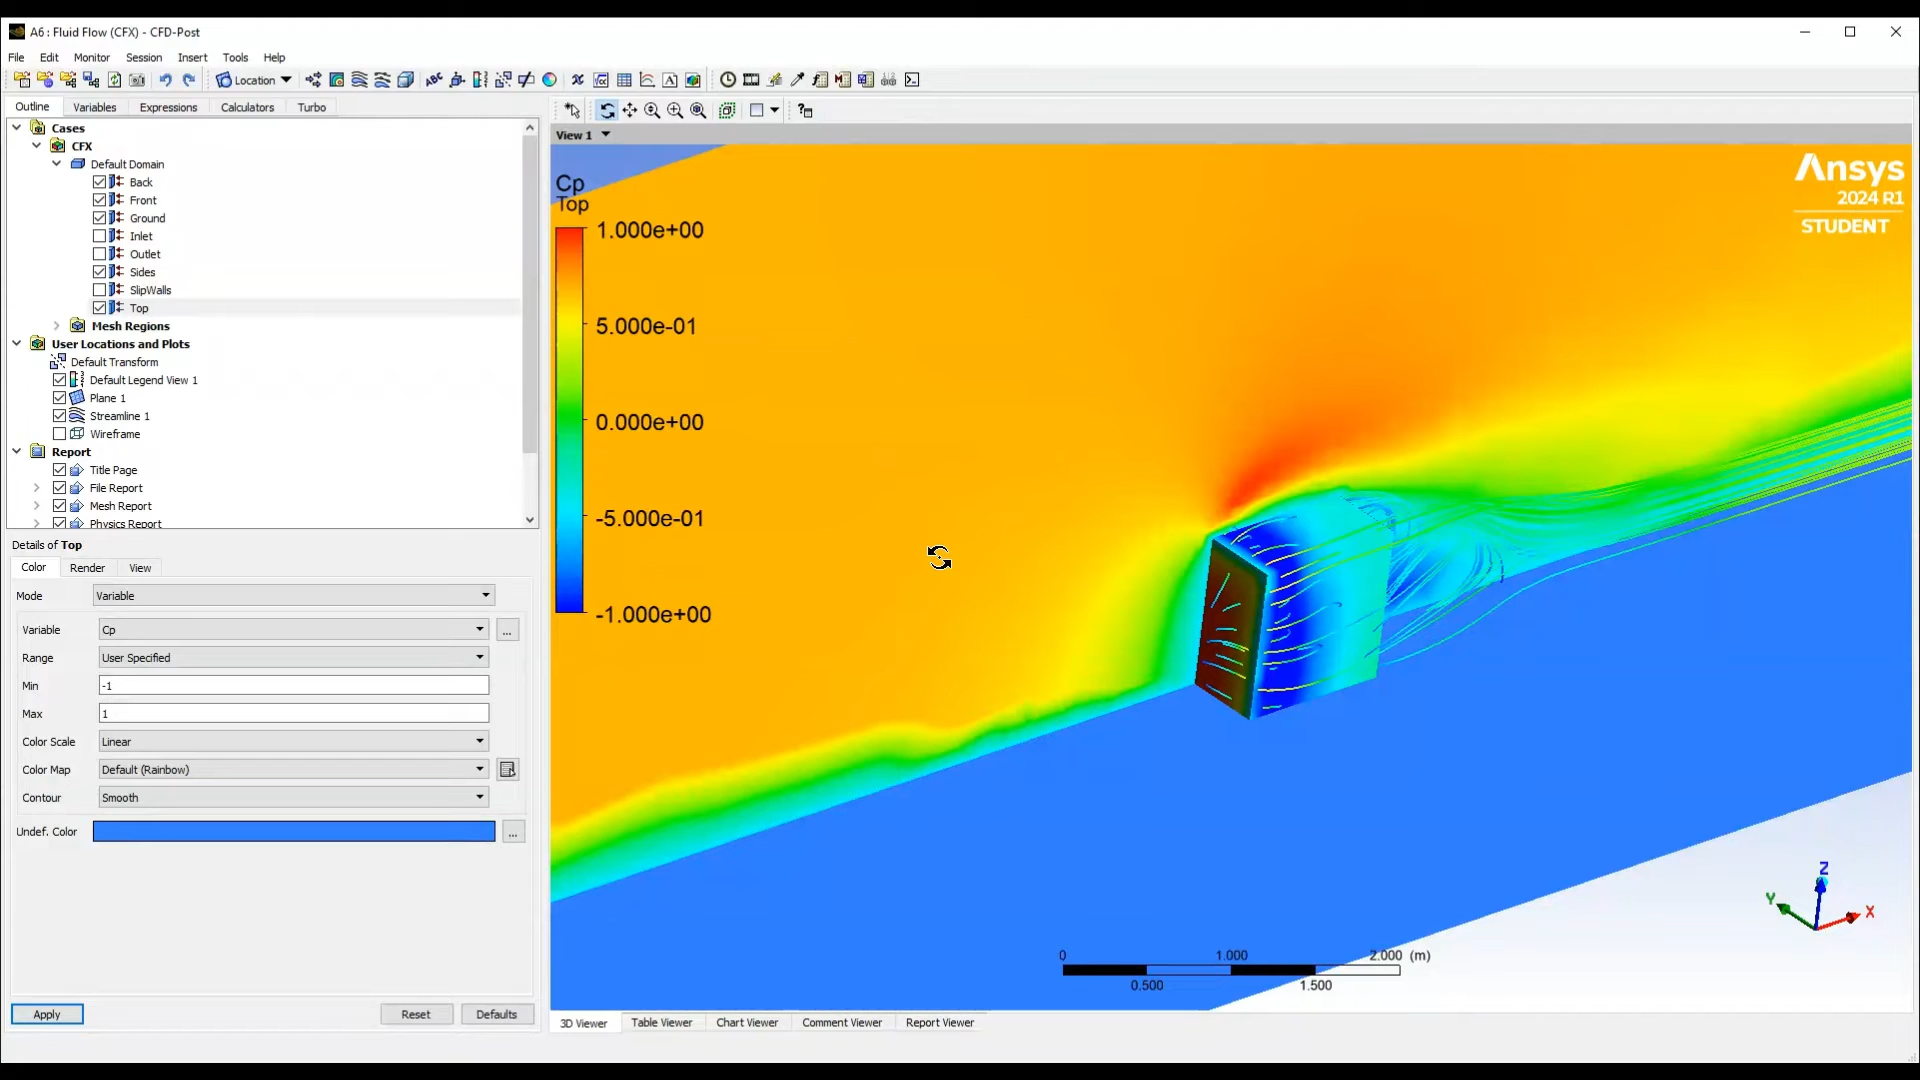 A6 : Fluid Flow (CFX) - CFD-Post
File Edit Monitor Session Insert Tools Help
Location
Outline Variables Expressions Calculators Turbo
Cases
CFX
Default Domain
Back
Front
Ground
Inlet
Outlet
Sides
SlipWalls
Top
Mesh Regions
User Locations and Plots
Default Transform
Default Legend View 1
Plane 1
Streamline 1
Wireframe
Report
Title Page
File Report
Mesh Report
Physics Report
Details of Top
Color Render View
Mode Variable
Variable Cp ...
Range User Specified
Min -1
Max 1
Color Scale Linear
Color Map Default (Rainbow)
Contour Smooth
Undef. Color ...
Apply Reset Defaults
View 1
Cp
Top
1.000e+00
5.000e-01
0.000e+00
-5.000e-01
-1.000e+00
Ansys
2024 R1
STUDENT
Z
Y
X
0 1.000 2.000 (m)
0.500 1.500
3D Viewer Table Viewer Chart Viewer Comment Viewer Report Viewer